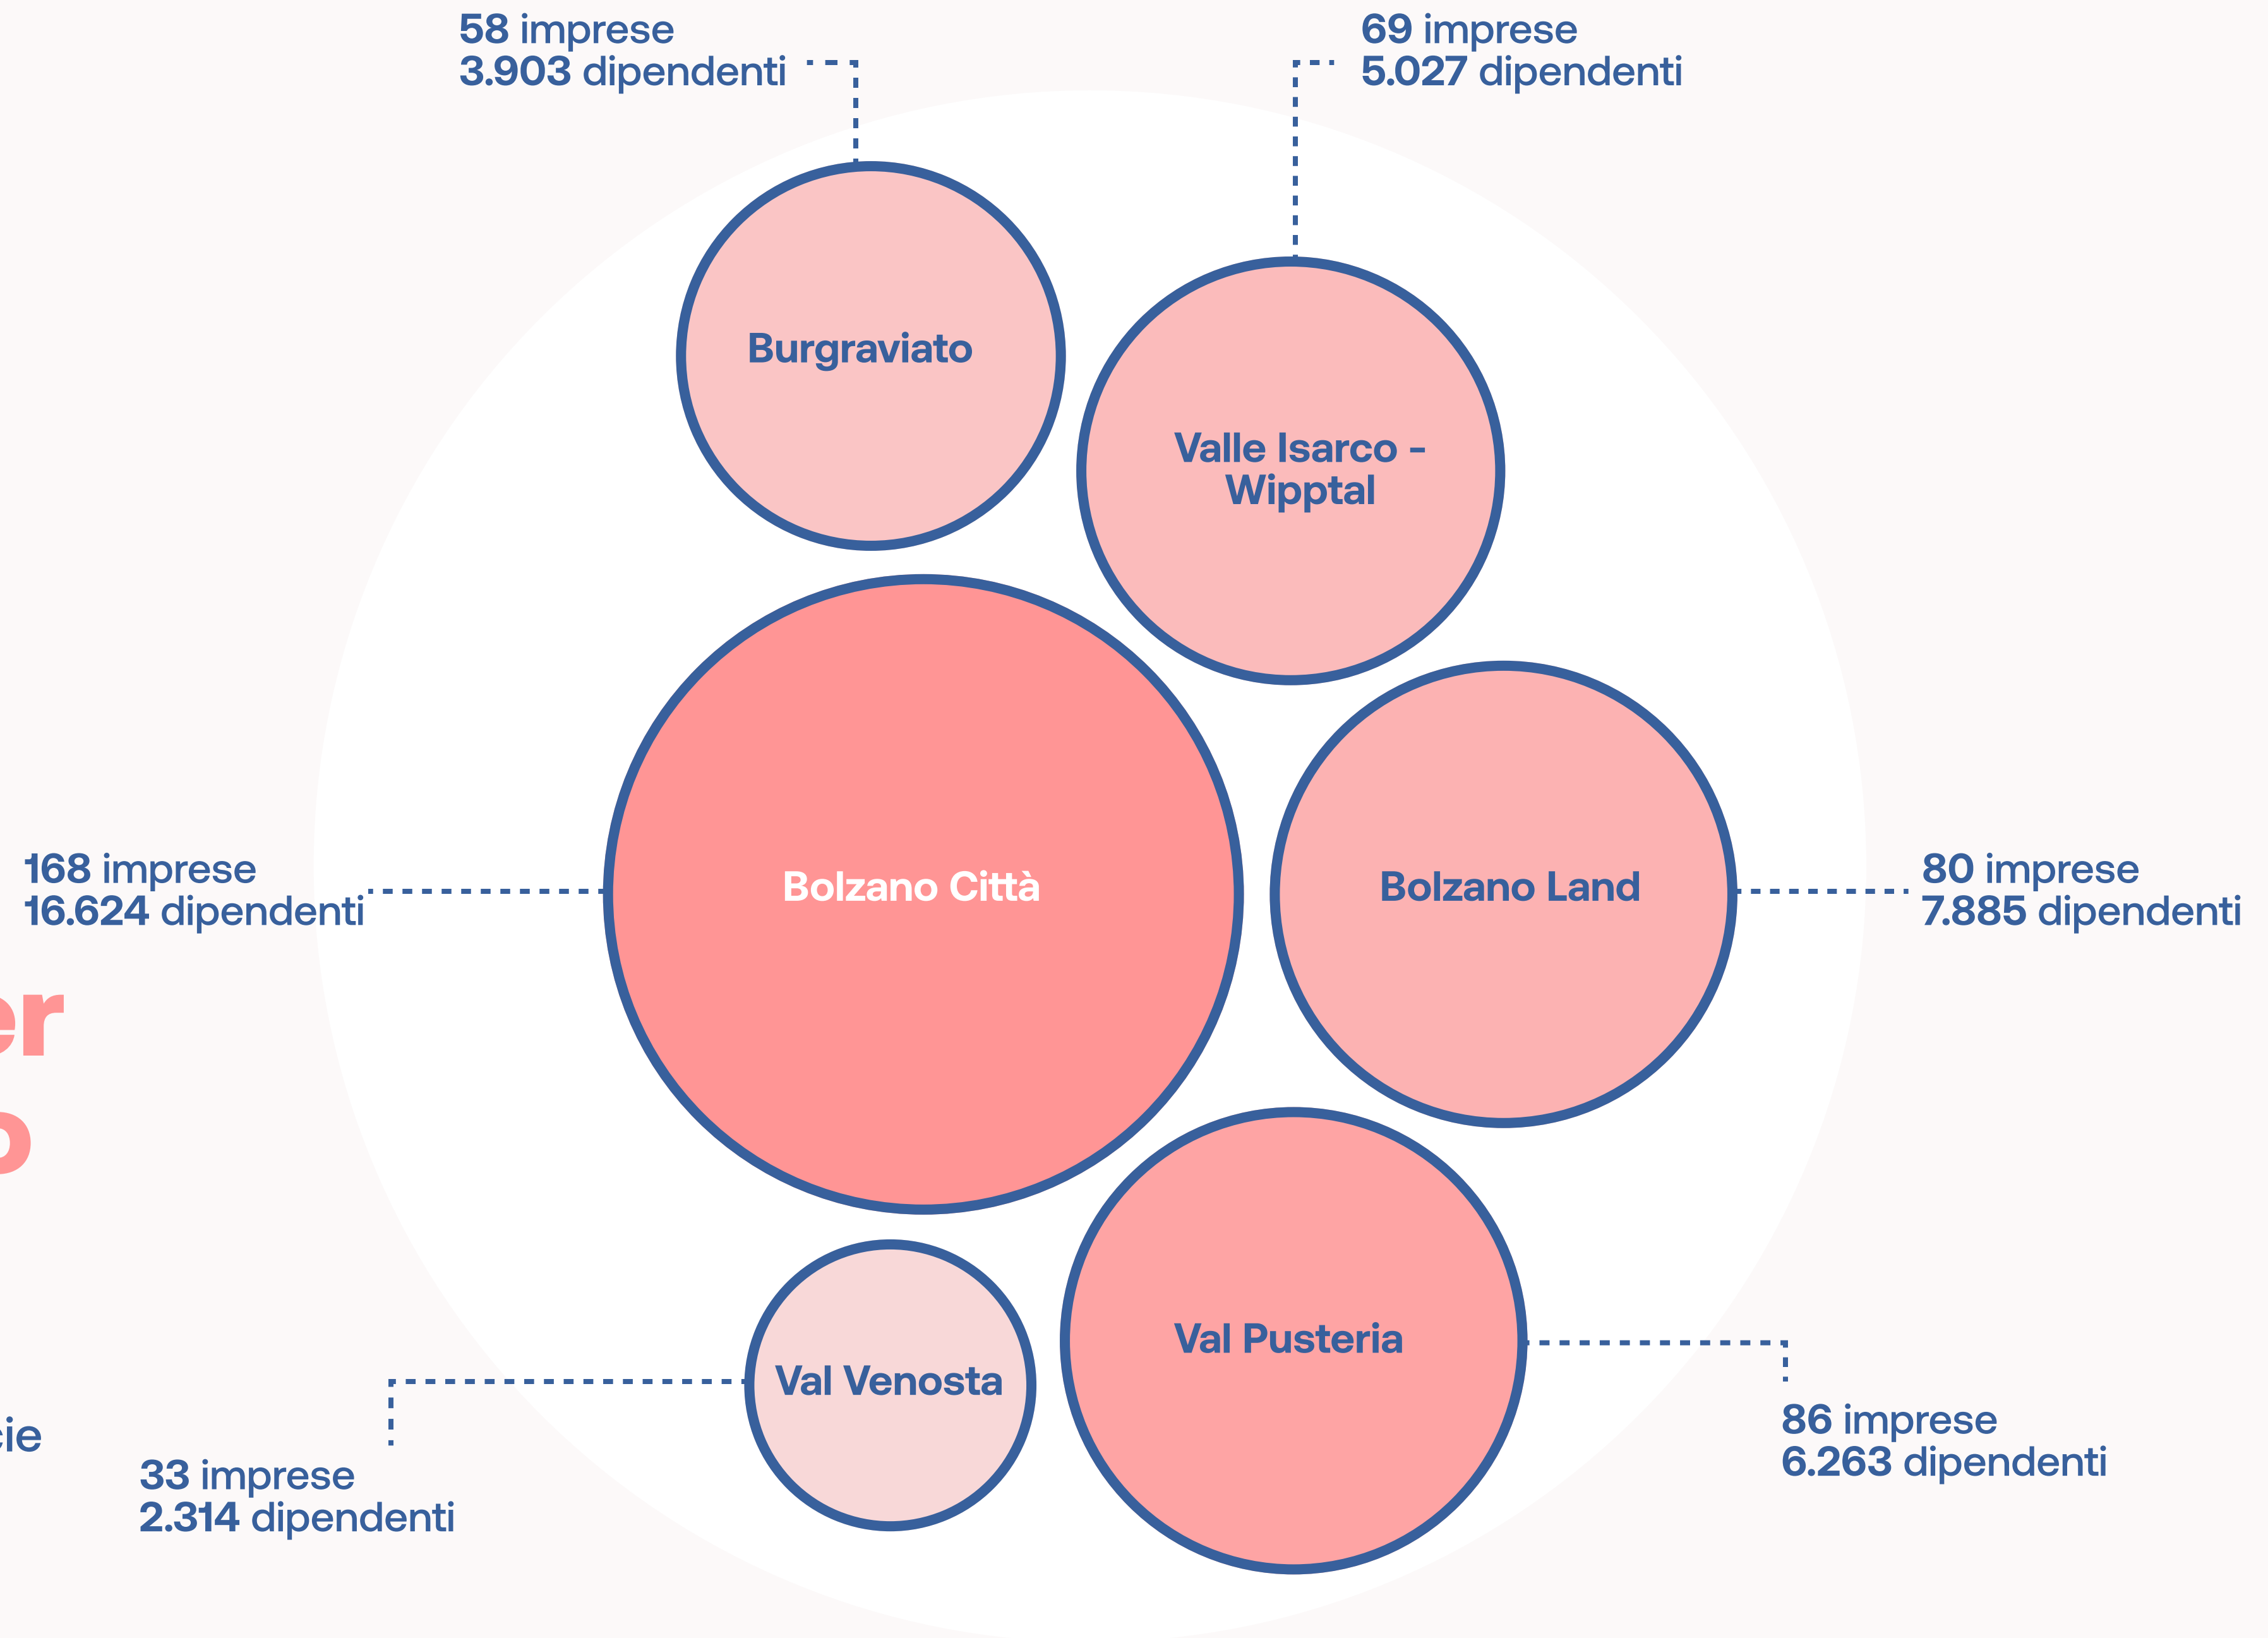 58 imprese
3.903 dipendenti
69 imprese
5.027 dipendenti
Burgraviato
Valle Isarco -
Wipptal
168 imprese
16.624 dipendenti
Bolzano Città
Bolzano Land
80 imprese
7.885 dipendenti
er
o
Val Pusteria
Val Venosta
cie
86 imprese
6.263 dipendenti
33 imprese
2.314 dipendenti